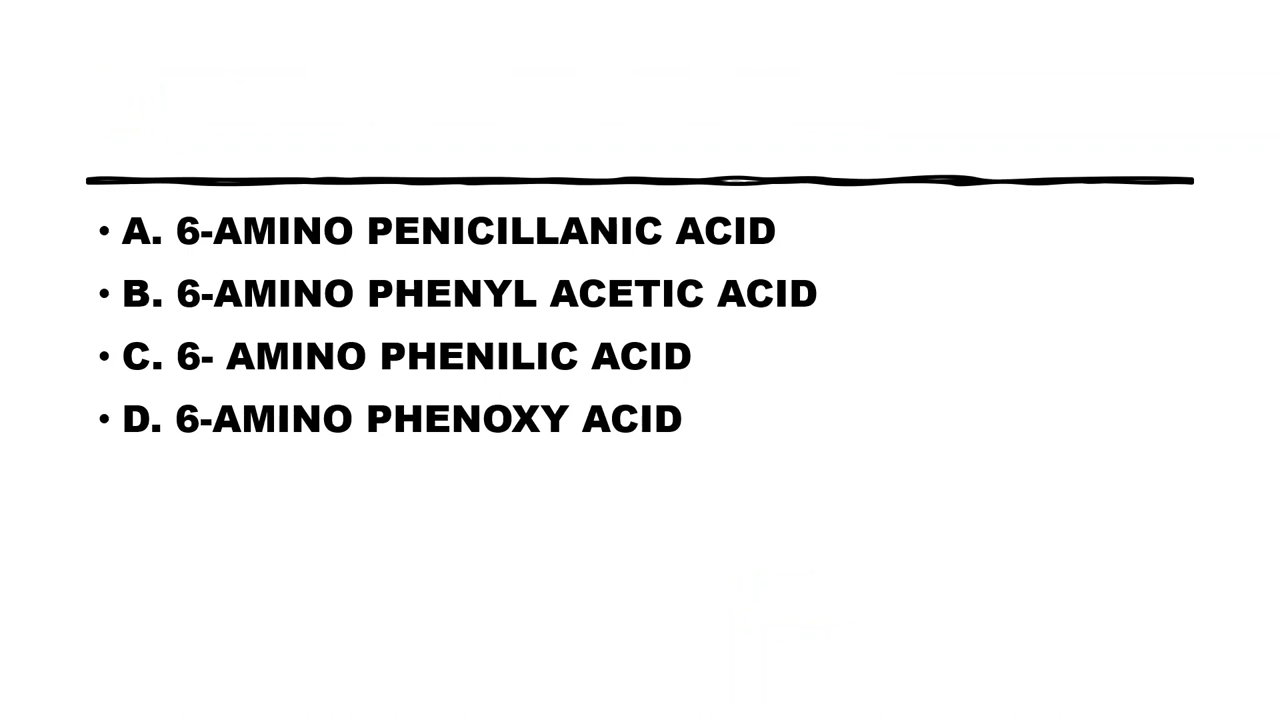 • A. 6-AMINO PENICILLANIC ACID
• B. 6-AMINO PHENYL ACETIC ACID
• C. 6- AMINO PHENILIC ACID
• D. 6-AMINO PHENOXY ACID